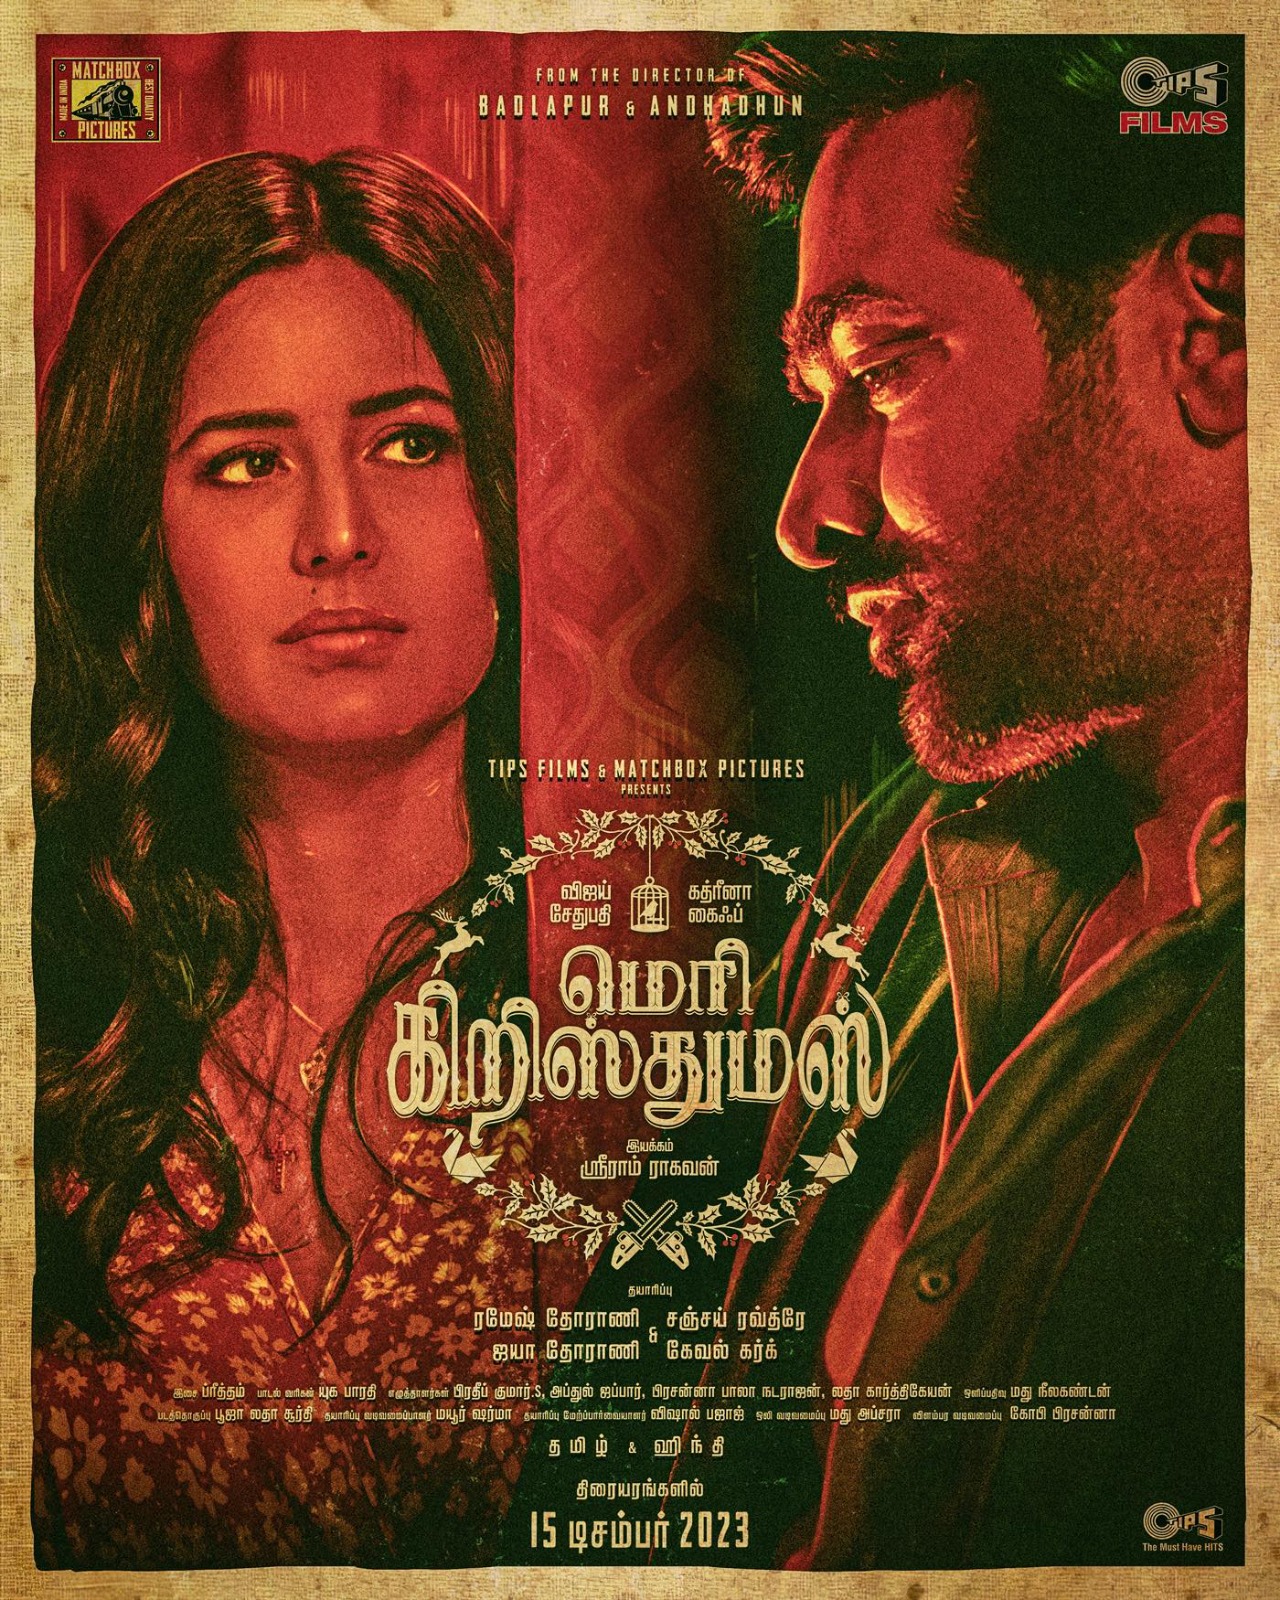 MATCHBOX
MADE IN INDIA
BEST QUALITY
PICTURES
FROM THE DIRECTOR OF
BADLAPUR & ANDHADHUN
TIPS
FILMS
TIPS FILMS & MATCHBOX PICTURES
PRESENTS
விஜய் சேதுபதி
கத்ரீனா கைஃப்
மெரி
கிறிஸ்துமஸ்
இயக்கம்
ஸ்ரீராம் ராகவன்
தயாரிப்பு
ரமேஷ் தோராணி & சஞ்சய் ரவ்த்ரே
ஜயா தோராணி கேவல் கர்க்
இசை ப்ரீத்தம் பாடல் வரிகள் யுக பாரதி எழுத்தாளர்கள் பிரதீப் குமார்.S, அப்துல் ஜப்பார், பிரசன்னா பாலா நடராஜன், லதா கார்த்திகேயன் ஒளிப்பதிவு மது நீலகண்டன்
படத்தொகுப்பு பூஜா லதா சூர்தி தயாரிப்பு வடிவமைப்பாளர் மயூர் ஷர்மா தயாரிப்பு மேற்பார்வையாளர் விஷால் பஜாஜ் ஒலி வடிவமைப்பு மது அப்சரா விளம்பர வடிவமைப்பு கோபி பிரசன்னா
தமிழ் & ஹிந்தி
திரையரங்களில்
15 டிசம்பர் 2023
TIPS
The Must Have HITS